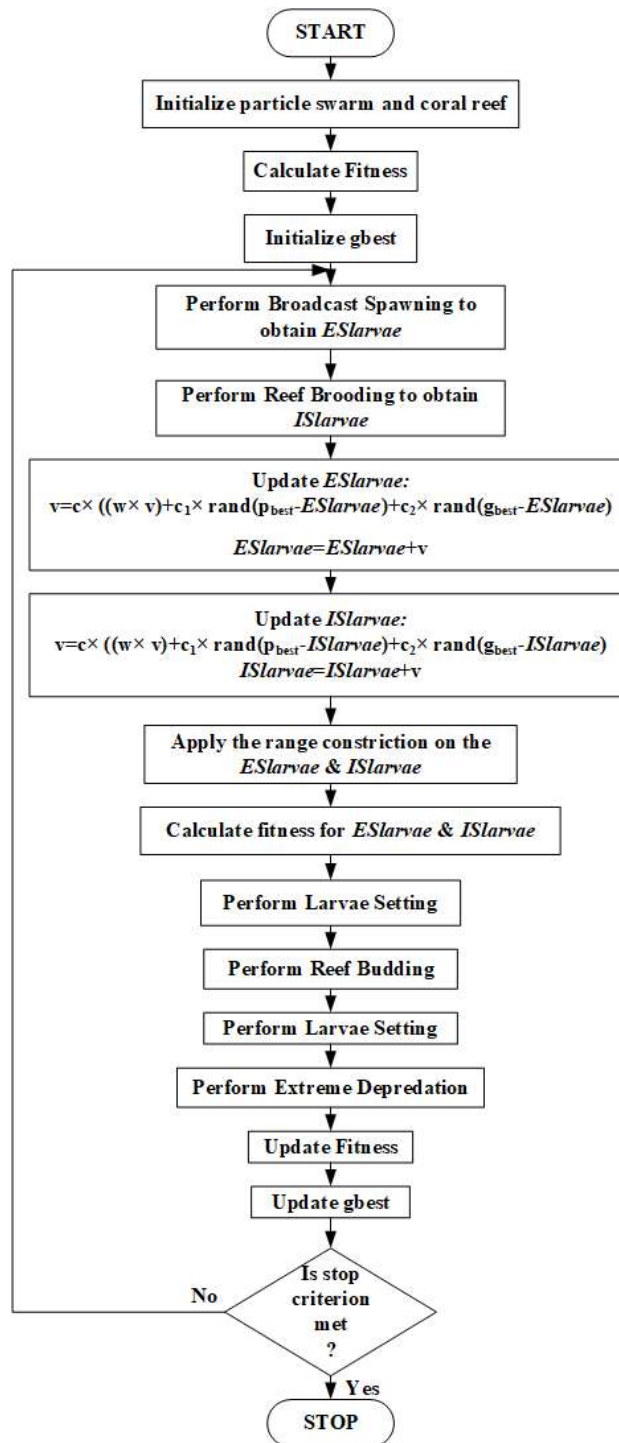 START
Initialize particle swarm and coral reef
Calculate Fitness
Initialize gbest
Perform Broadcast Spawning to
obtain ESlarvae
Perform Reef Brooding to obtain
ISlarvae
Update ESlarvae:
v=c× ((w× v)+c₁× rand(p_best-ESlarvae)+c₂× rand(g_best-ESlarvae)
ESlarvae=ESlarvae+v
Update ISlarvae:
v=c× ((w× v)+c₁× rand(p_best-ISlarvae)+c₂× rand(g_best-ISlarvae)
ISlarvae=ISlarvae+v
Apply the range constriction on the
ESlarvae & ISlarvae
Calculate fitness for ESlarvae & ISlarvae
Perform Larvae Setting
Perform Reef Budding
Perform Larvae Setting
Perform Extreme Depredation
Update Fitness
Update gbest
Is stop
criterion
met
?
No
Yes
STOP